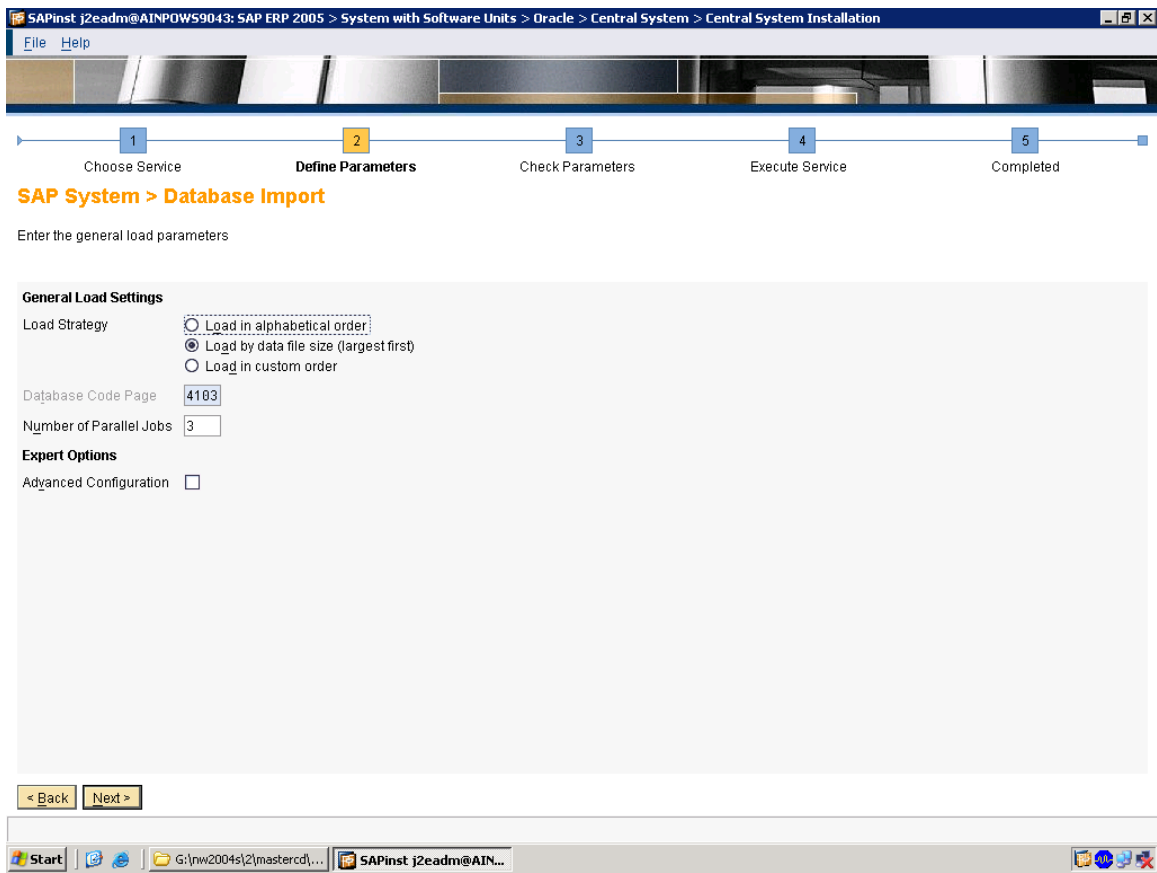 SAPinst j2eadm@AINPOWS9043: SAP ERP 2005 > System with Software Units > Oracle > Central System > Central System Installation
File Help
1 2 3 4 5
Choose Service Define Parameters Check Parameters Execute Service Completed
SAP System > Database Import
Enter the general load parameters
General Load Settings
Load Strategy Load in alphabetical order
Load by data file size (largest first)
Load in custom order
Database Code Page 4103
Number of Parallel Jobs 3
Expert Options
Advanced Configuration
< Back Next >
Start G:\nw2004s\2\mastercd\... SAPinst j2eadm@AIN...